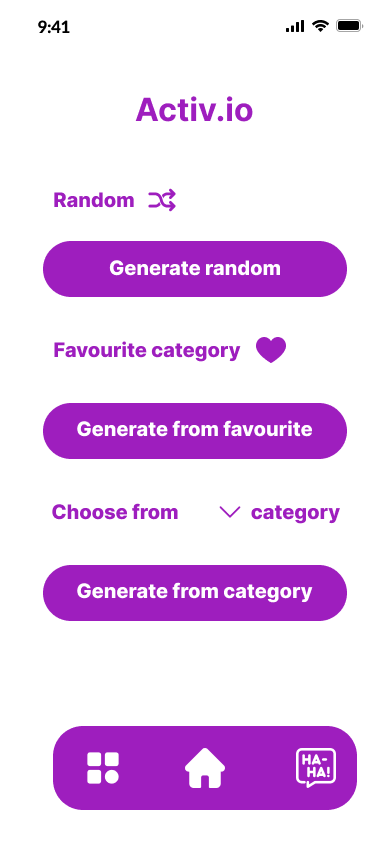 9:41
Activ.io
Random
Generate random
Favourite category
Generate from favourite
Choose from category
Generate from category
HA-
HA!